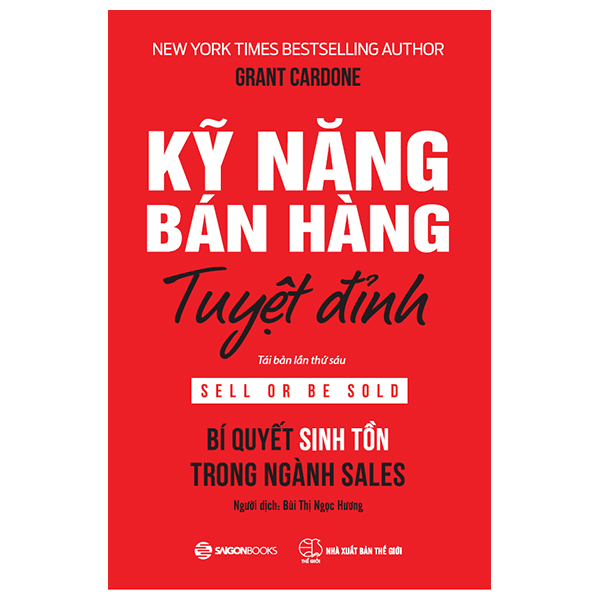 NEW YORK TIMES BESTSELLING AUTHOR
GRANT CARDONE
KỸ NĂNG
BÁN HÀNG
Tuyệt đỉnh
Tái bản lần thứ sáu
SELL OR BE SOLD
BÍ QUYẾT SINH TỒN
TRONG NGÀNH SALES
Người dịch: Bùi Thị Ngọc Hương
SAIGONBOOKS
THẾ GIỚI
NHÀ XUẤT BẢN THẾ GIỚI